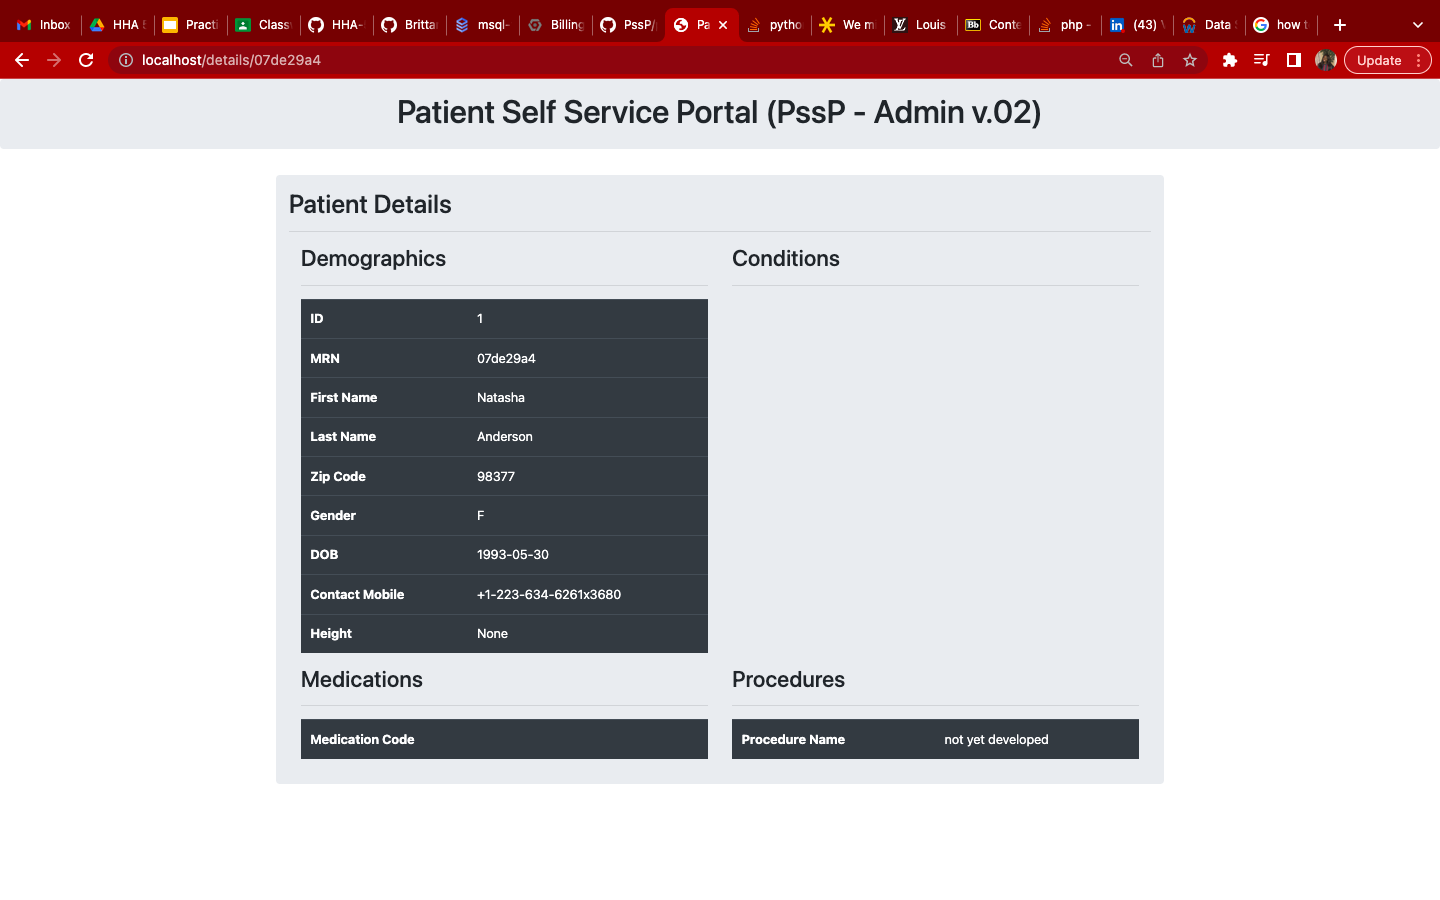 Inbox HHA Practi Class HHA- Britta msql- Billing PssP/ Pa pytho We m Louis Conte php - (43) Data how t
localhost/details/07de29a4 Update
Patient Self Service Portal (PssP - Admin v.02)
Patient Details
Demographics Conditions
ID 1
MRN 07de29a4
First Name Natasha
Last Name Anderson
Zip Code 98377
Gender F
DOB 1993-05-30
Contact Mobile +1-223-634-6261x3680
Height None
Medications Procedures
Medication Code Procedure Name not yet developed